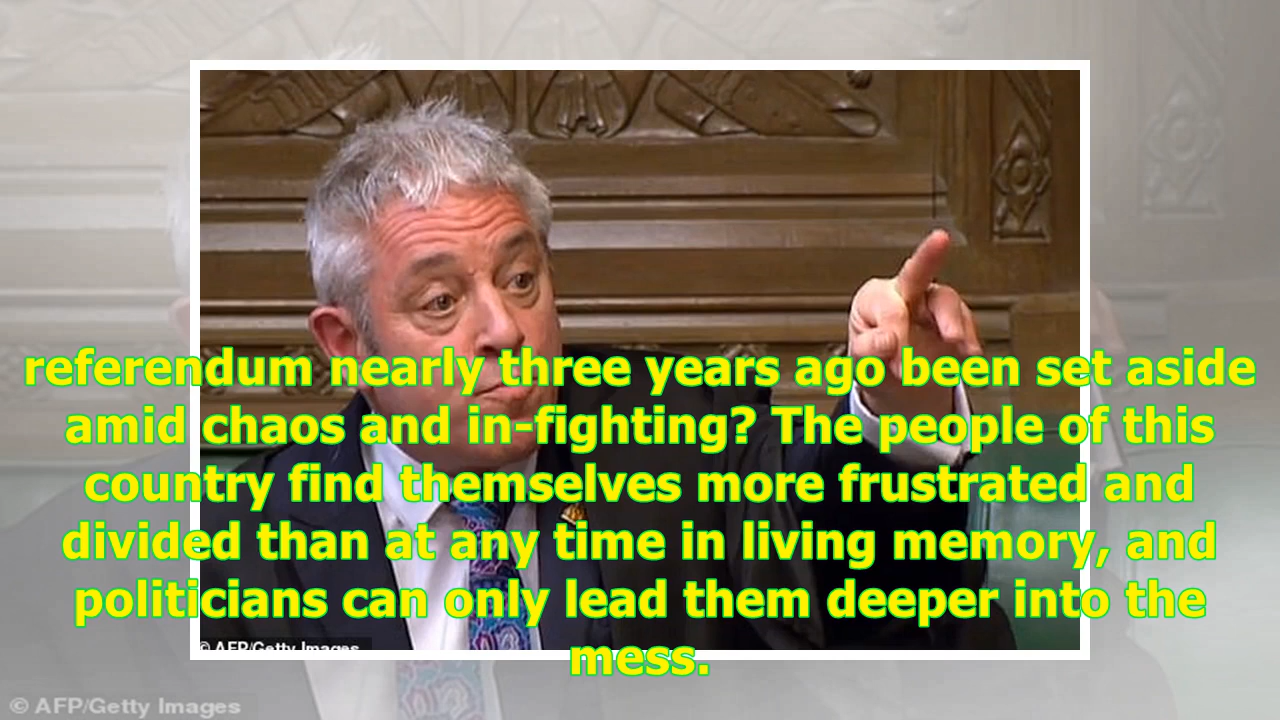 referendum nearly three years ago been set aside
amid chaos and in-fighting? The people of this
country find themselves more frustrated and
divided than at any time in living memory, and
politicians can only lead them deeper into the
mess.
© AFP/Getty Images
© AFP/Getty Images